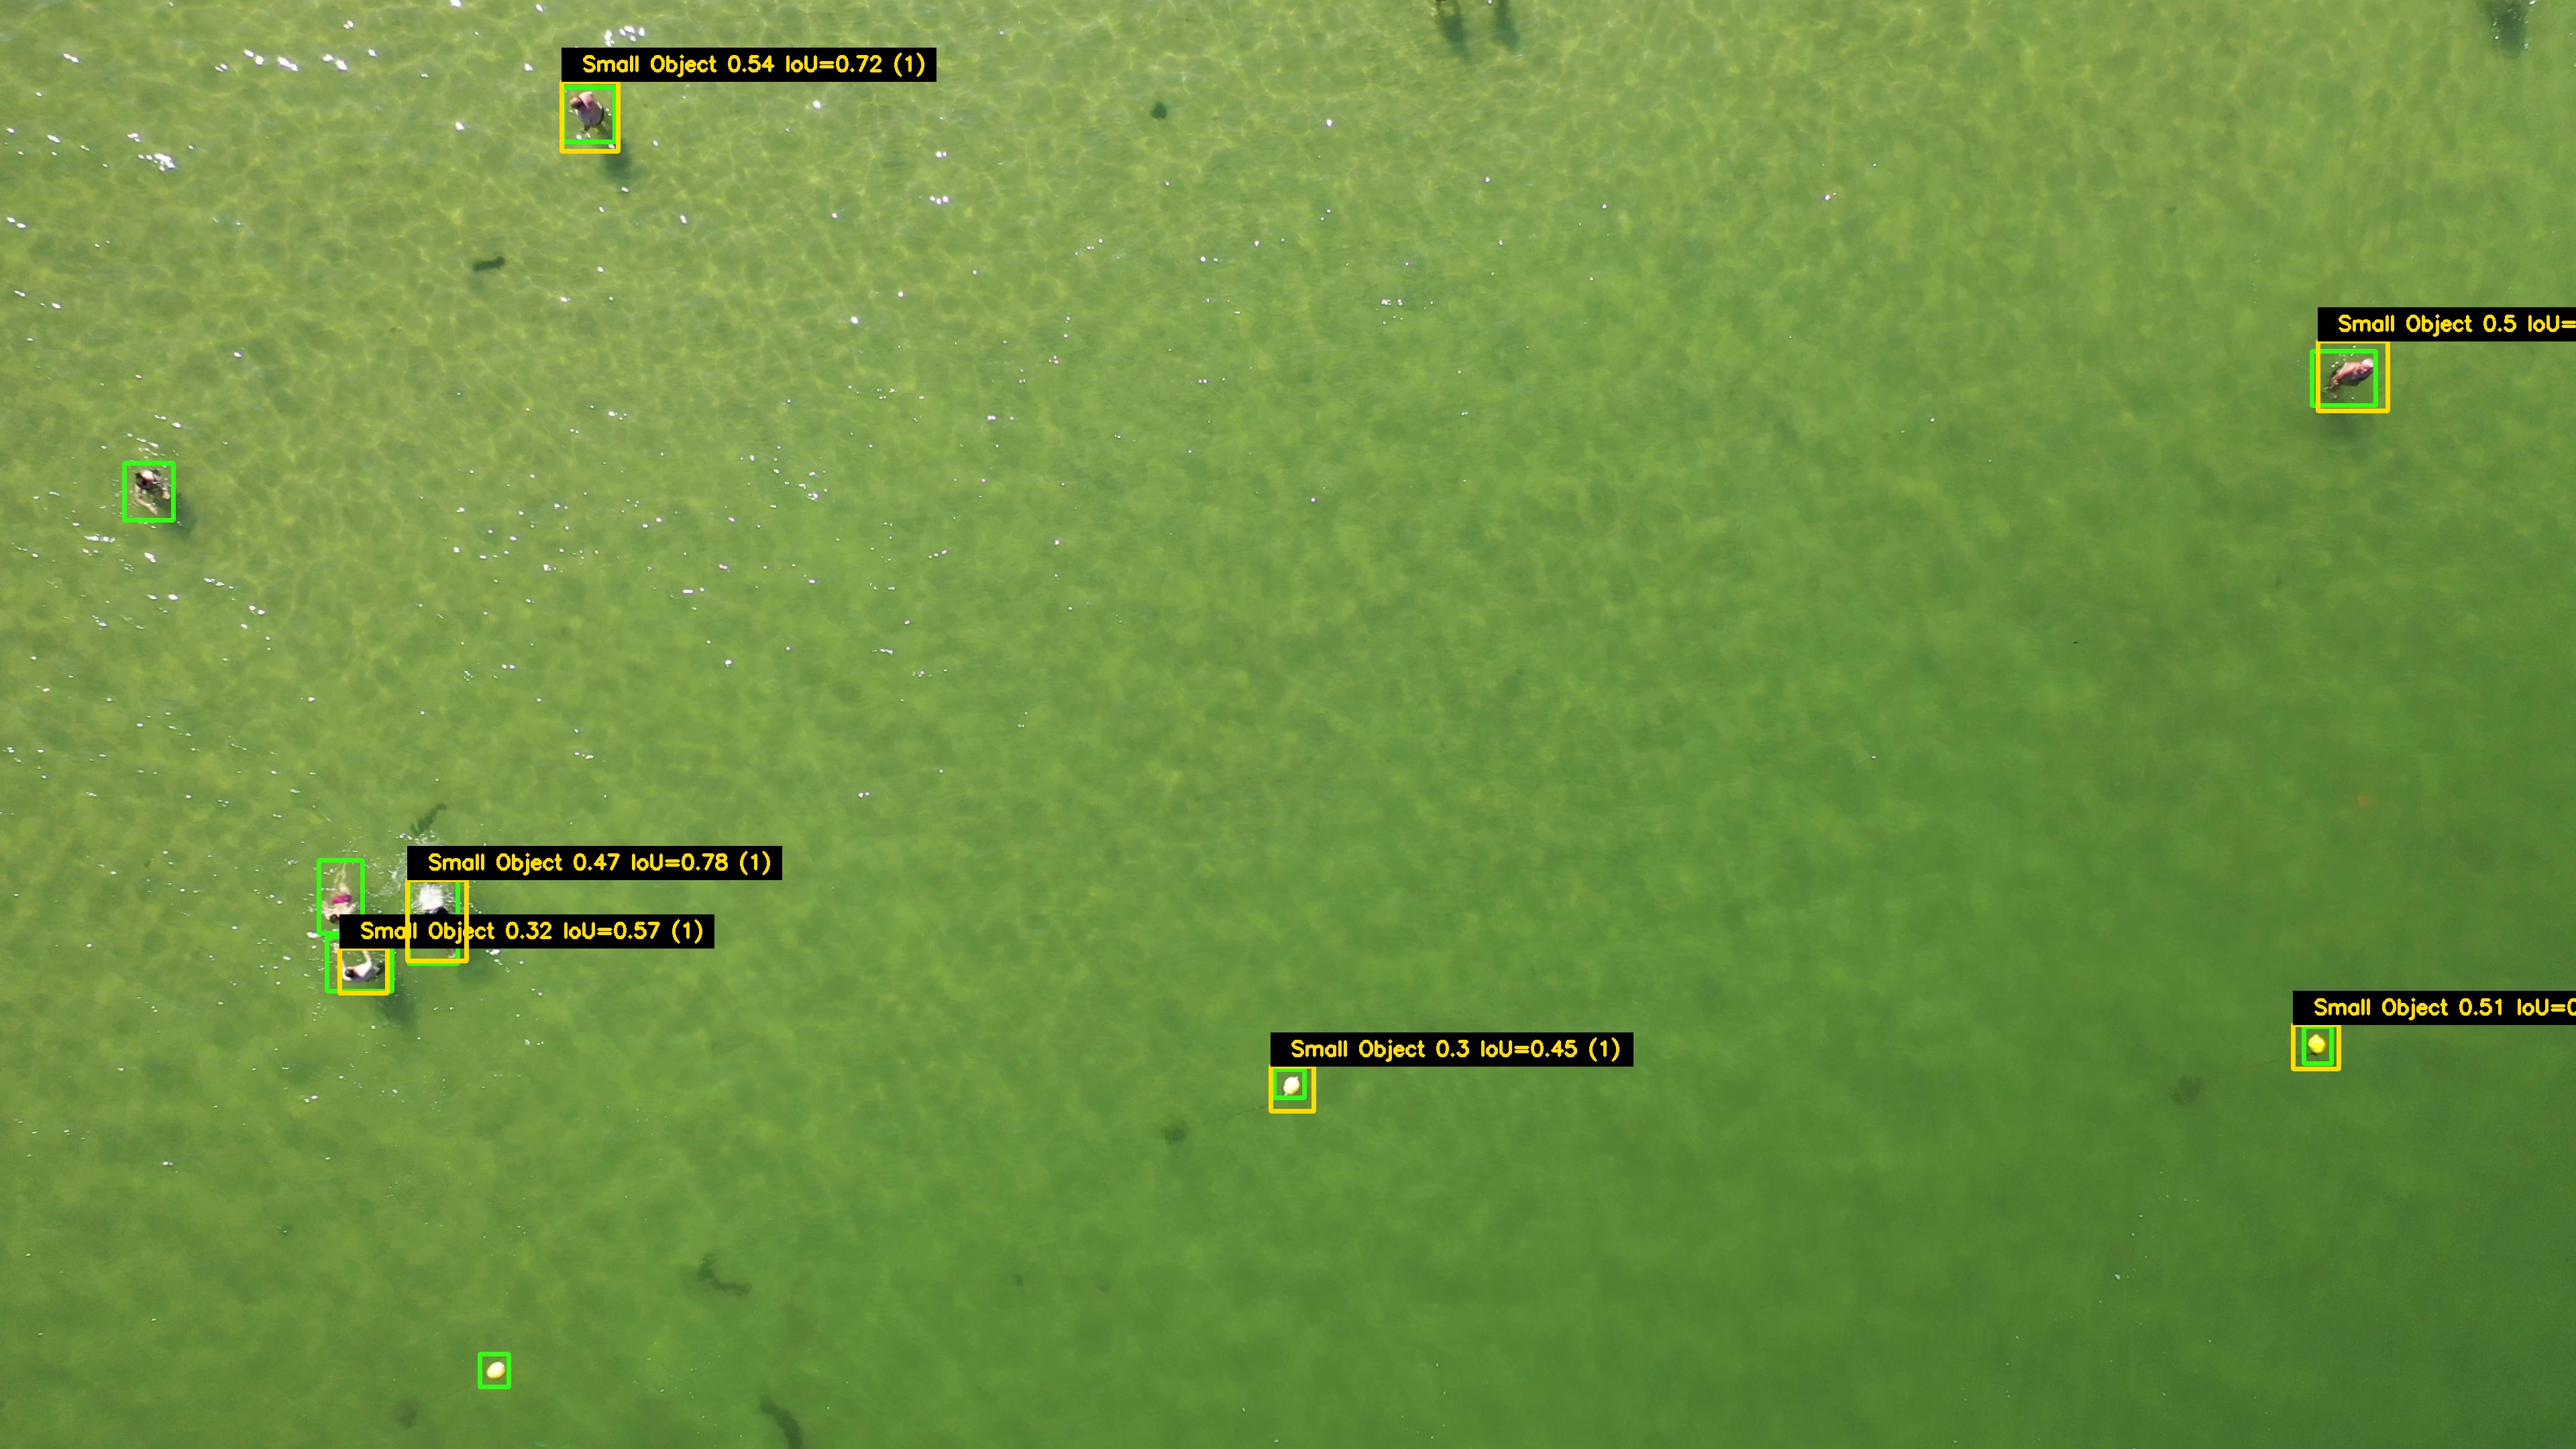 Small Object 0.54 IoU=0.72 (1)
Small Object 0.5 IoU=
Small Object 0.47 IoU=0.78 (1)
Small Object 0.32 IoU=0.57 (1)
Small Object 0.51 IoU=0
Small Object 0.3 IoU=0.45 (1)